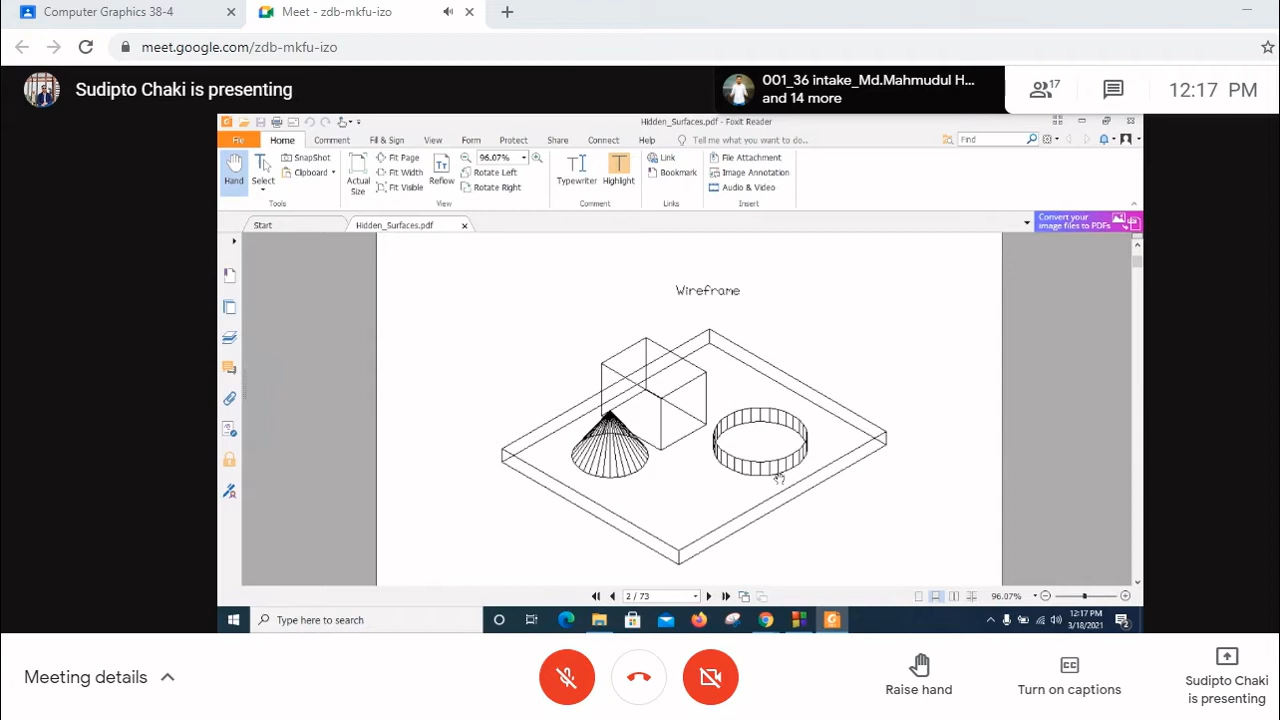 Computer Graphics 38-4
Meet - zdb-mkfu-izo
meet.google.com/zdb-mkfu-izo
Sudipto Chaki is presenting
001_36 intake_Md.Mahmudul H...
and 14 more
17
12:17 PM
Hidden_Surfaces.pdf - Foxit Reader
File Home Comment Fill & Sign View Form Protect Share Connect Help Tell me what you want to do... Find
Hand
Select
SnapShot
Clipboard
Tools
Actual
Size
Fit Page
Fit Width
Fit Visible
Reflow
96.07%
Rotate Left
Rotate Right
View
Typewriter
Highlight
Comment
Link
Bookmark
Links
File Attachment
Image Annotation
Audio & Video
Insert
Start
Hidden_Surfaces.pdf
Convert your
image files to PDFs
Wireframe
2 / 73
96.07%
Type here to search
12:17 PM
3/18/2021
2
Meeting details
Raise hand
Turn on captions
Sudipto Chaki
is presenting